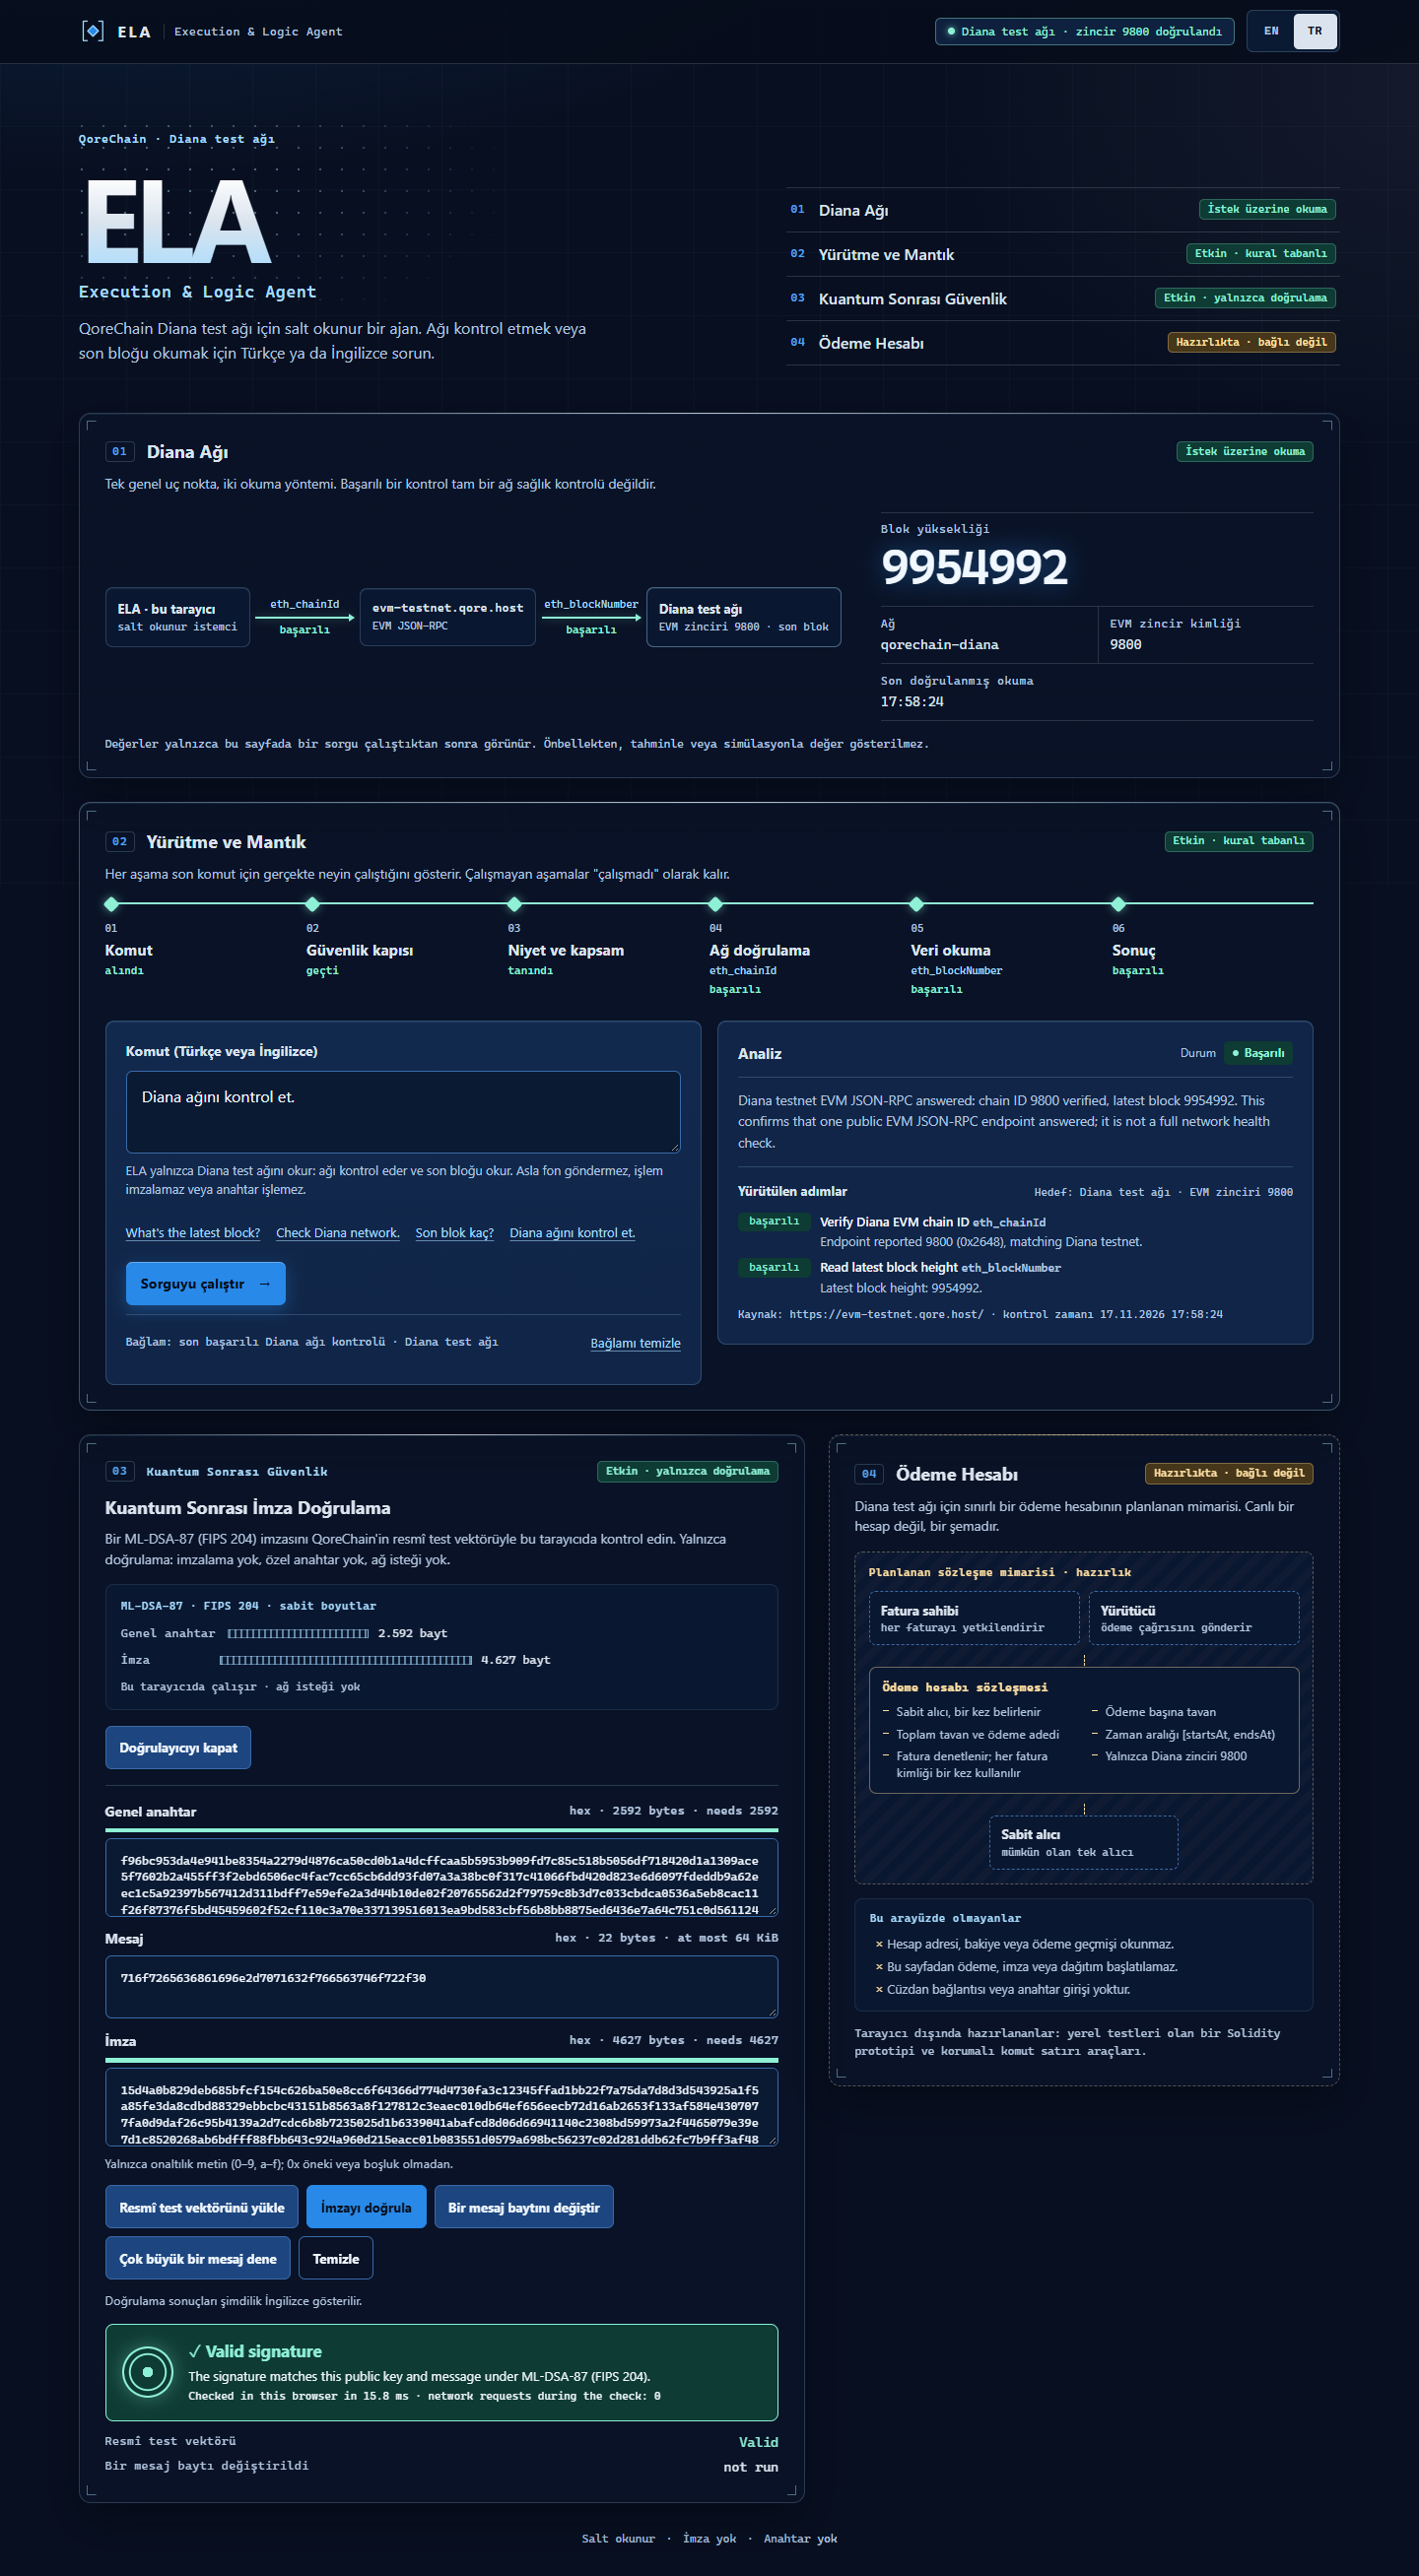 ELA
Execution & Logic Agent
Diana test ağı · zincir 9800 doğrulandı
EN
TR
QoreChain · Diana test ağı
ELA
Execution & Logic Agent
QoreChain Diana test ağı için salt okunur bir ajan. Ağı kontrol etmek veya
son bloğu okumak için Türkçe ya da İngilizce sorun.
01 Diana Ağı İstek üzerine okuma
02 Yürütme ve Mantık Etkin · kural tabanlı
03 Kuantum Sonrası Güvenlik Etkin · yalnızca doğrulama
04 Ödeme Hesabı Hazırlıkta · bağlı değil
01 Diana Ağı İstek üzerine okuma
Tek genel uç nokta, iki okuma yöntemi. Başarılı bir kontrol tam bir ağ sağlık kontrolü değildir.
ELA · bu tarayıcı
salt okunur istemci
eth_chainId
başarılı
evm-testnet.qore.host
EVM JSON-RPC
eth_blockNumber
başarılı
Diana test ağı
EVM zinciri 9800 · son blok
Blok yüksekliği
9954992
Ağ
qorechain-diana
EVM zincir kimliği
9800
Son doğrulanmış okuma
17:58:24
Değerler yalnızca bu sayfada bir sorgu çalıştıktan sonra görünür. Önbellekten, tahminle veya simülasyonla değer gösterilmez.
02 Yürütme ve Mantık Etkin · kural tabanlı
Her aşama son komut için gerçekte neyin çalıştığını gösterir. Çalışmayan aşamalar "çalışmadı" olarak kalır.
01
Komut
alındı
02
Güvenlik kapısı
geçti
03
Niyet ve kapsam
tanındı
04
Ağ doğrulama
eth_chainId
başarılı
05
Veri okuma
eth_blockNumber
başarılı
06
Sonuç
başarılı
Komut (Türkçe veya İngilizce)
Diana ağını kontrol et.
ELA yalnızca Diana test ağını okur: ağı kontrol eder ve son bloğu okur. Asla fon göndermez, işlem
imzalamaz veya anahtar işlemez.
What's the latest block? Check Diana network. Son blok kaç? Diana ağını kontrol et.
Sorguyu çalıştır →
Bağlam: son başarılı Diana ağı kontrolü · Diana test ağı Bağlamı temizle
Analiz Durum Başarılı
Diana testnet EVM JSON-RPC answered: chain ID 9800 verified, latest block 9954992. This
confirms that one public EVM JSON-RPC endpoint answered; it is not a full network health
check.
Yürütülen adımlar Hedef: Diana test ağı · EVM zinciri 9800
başarılı Verify Diana EVM chain ID eth_chainId
Endpoint reported 9800 (0x2648), matching Diana testnet.
başarılı Read latest block height eth_blockNumber
Latest block height: 9954992.
Kaynak: https://evm-testnet.qore.host/ · kontrol zamanı 17.11.2026 17:58:24
03 Kuantum Sonrası Güvenlik Etkin · yalnızca doğrulama
Kuantum Sonrası İmza Doğrulama
Bir ML-DSA-87 (FIPS 204) imzasını QoreChain'in resmî test vektörüyle bu tarayıcıda kontrol edin. Yalnızca
doğrulama: imzalama yok, özel anahtar yok, ağ isteği yok.
ML-DSA-87 · FIPS 204 · sabit boyutlar
Genel anahtar 2.592 bayt
İmza 4.627 bayt
Bu tarayıcıda çalışır · ağ isteği yok
Doğrulayıcıyı kapat
Genel anahtar hex · 2592 bytes · needs 2592
f96bc953da4e941be8354a2279d4876ca50cd0b1a4dcffcaa5b5953b909fd7c85c518b5056df718420d1a1309ace
5f7602b2a455ff3f2ebd6506ec4fac7cc65cb6dd93fd07a3a38bc0f317c41066fbd420d823e6d6097fdeddb9a62e
ec1c5a92397b567412d311bdff7e59efe2a3d44b10de02f20765562d2f79759c8b3d7c033cbdca0536a5eb8cac11
f26f87376f5bd45459602f52cf110c3a70e337139516013ea9bd583cbf56b8bb8875ed6436e7a64c751c0d561124
Mesaj hex · 22 bytes · at most 64 KiB
716f7265636861696e2d7071632f766563746f722f30
İmza hex · 4627 bytes · needs 4627
15d4a0b829deb685bfcf154c626ba50e8cc6f64366d774d4730fa3c12345ffad1bb22f7a75da7d8d3d543925a1f5
a85fe3da8cdbd88329ebbcbc43151b8563a8f127812c3eaec010db64ef656eecb72d16ab2653f133af584e430707
7fa0d9daf26c95b4139a2d7cdc6b8b7235025d1b6339041abafcd8d06d66941140c2308bd59973a2f4465079e39e
7d1c8520268ab6bdfff88fbb643c924a960d215eacc01b083551d0579a698bc56237c02d281ddb62fc7b9ff3af48
Yalnızca onaltılık metin (0–9, a–f); 0x öneki veya boşluk olmadan.
Resmî test vektörünü yükle İmzayı doğrula Bir mesaj baytını değiştir
Çok büyük bir mesaj dene Temizle
Doğrulama sonuçları şimdilik İngilizce gösterilir.
✓ Valid signature
The signature matches this public key and message under ML-DSA-87 (FIPS 204).
Checked in this browser in 15.8 ms · network requests during the check: 0
Resmî test vektörü Valid
Bir mesaj baytı değiştirildi not run
04 Ödeme Hesabı Hazırlıkta · bağlı değil
Diana test ağı için sınırlı bir ödeme hesabının planlanan mimarisi. Canlı bir
hesap değil, bir şemadır.
Planlanan sözleşme mimarisi · hazırlık
Fatura sahibi
her faturayı yetkilendirir
Yürütücü
ödeme çağrısını gönderir
Ödeme hesabı sözleşmesi
– Sabit alıcı, bir kez belirlenir
– Ödeme başına tavan
– Toplam tavan ve ödeme adedi
– Zaman aralığı [startsAt, endsAt)
– Fatura denetlenir; her fatura
kimliği bir kez kullanılır
– Yalnızca Diana zinciri 9800
Sabit alıcı
mümkün olan tek alıcı
Bu arayüzde olmayanlar
× Hesap adresi, bakiye veya ödeme geçmişi okunmaz.
× Bu sayfadan ödeme, imza veya dağıtım başlatılamaz.
× Cüzdan bağlantısı veya anahtar girişi yoktur.
Tarayıcı dışında hazırlananlar: yerel testleri olan bir Solidity
prototipi ve korumalı komut satırı araçları.
Salt okunur · İmza yok · Anahtar yok